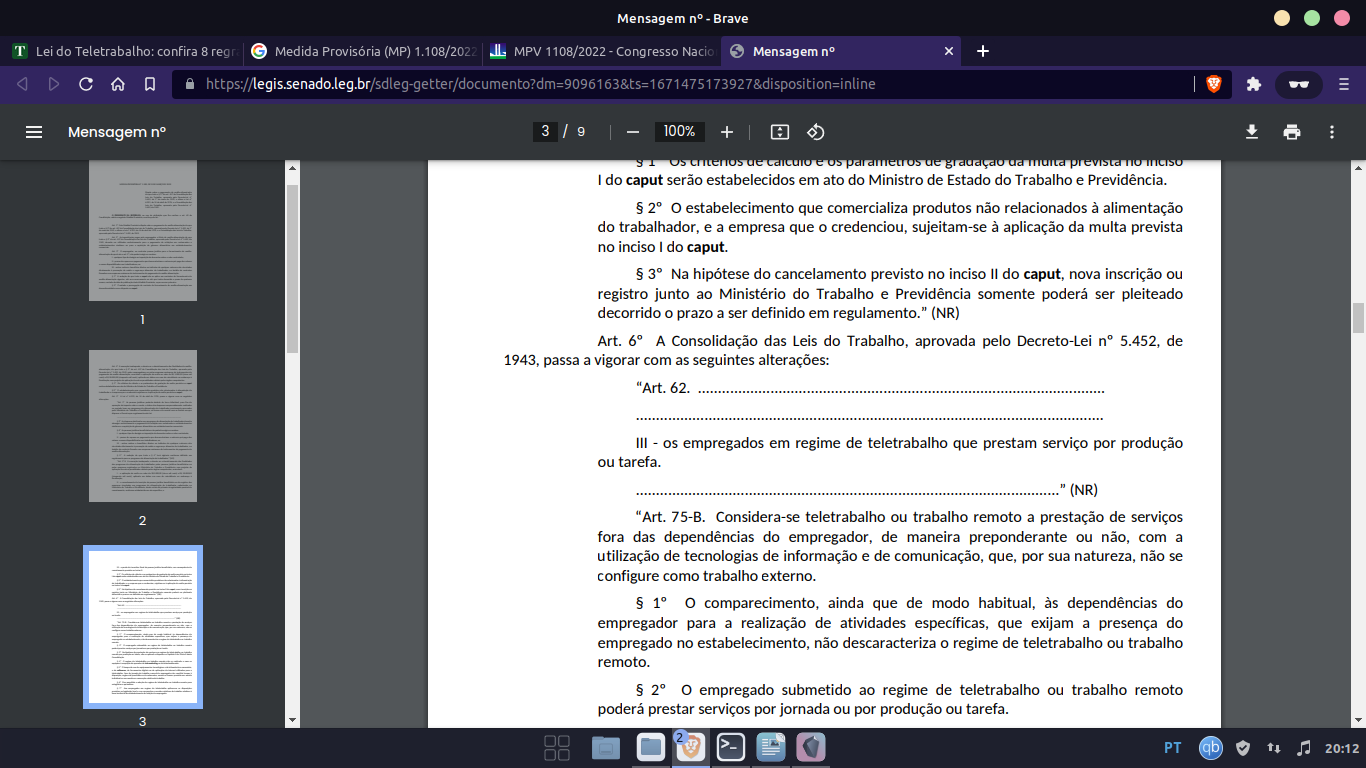 Mensagem nº - Brave
Lei do Teletrabalho: confira 8 regr
Medida Provisória (MP) 1.108/2022
MPV 1108/2022 - Congresso Nacio
Mensagem nº
https://legis.senado.leg.br/sdleg-getter/documento?dm=9096163&ts=1671475173927&disposition=inline
Mensagem nº
3 / 9
100%
1
2
3
§ 1º Os critérios de cálculo e os parâmetros de gradação da multa prevista no inciso
I do caput serão estabelecidos em ato do Ministro de Estado do Trabalho e Previdência.
§ 2º O estabelecimento que comercializa produtos não relacionados à alimentação
do trabalhador, e a empresa que o credenciou, sujeitam-se à aplicação da multa prevista
no inciso I do caput.
§ 3º Na hipótese do cancelamento previsto no inciso II do caput, nova inscrição ou
registro junto ao Ministério do Trabalho e Previdência somente poderá ser pleiteado
decorrido o prazo a ser definido em regulamento.” (NR)
Art. 6º A Consolidação das Leis do Trabalho, aprovada pelo Decreto-Lei nº 5.452, de
1943, passa a vigorar com as seguintes alterações:
“Art. 62. ........................................................................................................
.......................................................................................................................
III - os empregados em regime de teletrabalho que prestam serviço por produção
ou tarefa.
............................................................................................................” (NR)
“Art. 75-B. Considera-se teletrabalho ou trabalho remoto a prestação de serviços
fora das dependências do empregador, de maneira preponderante ou não, com a
utilização de tecnologias de informação e de comunicação, que, por sua natureza, não se
configure como trabalho externo.
§ 1º O comparecimento, ainda que de modo habitual, às dependências do
empregador para a realização de atividades específicas, que exijam a presença do
empregado no estabelecimento, não descaracteriza o regime de teletrabalho ou trabalho
remoto.
§ 2º O empregado submetido ao regime de teletrabalho ou trabalho remoto
poderá prestar serviços por jornada ou por produção ou tarefa.
2
PT
qb
20:12